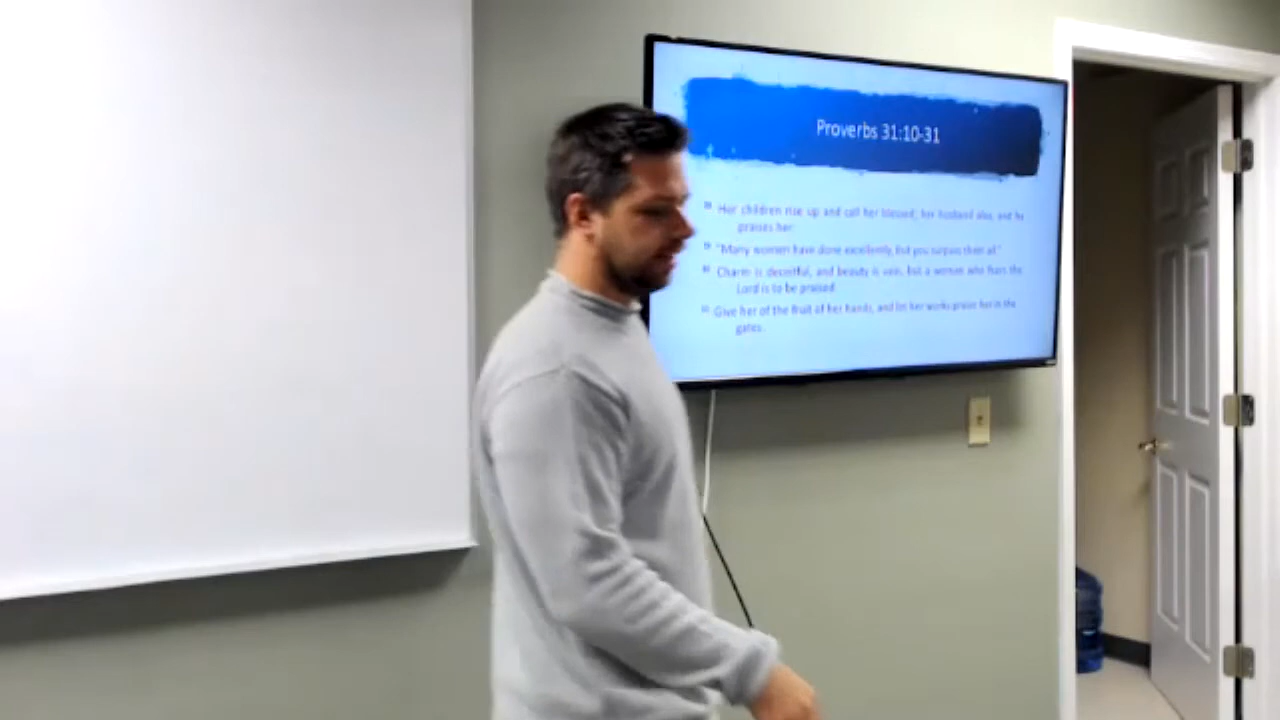 Proverbs 31:10-31
Her children rise up and call her blessed; her husband also, and he
praises her:
"Many women have done excellently, but you surpass them all."
Charm is deceitful, and beauty is vain, but a woman who fears the
Lord is to be praised.
Give her of the fruit of her hands, and let her works praise her in the
gates.